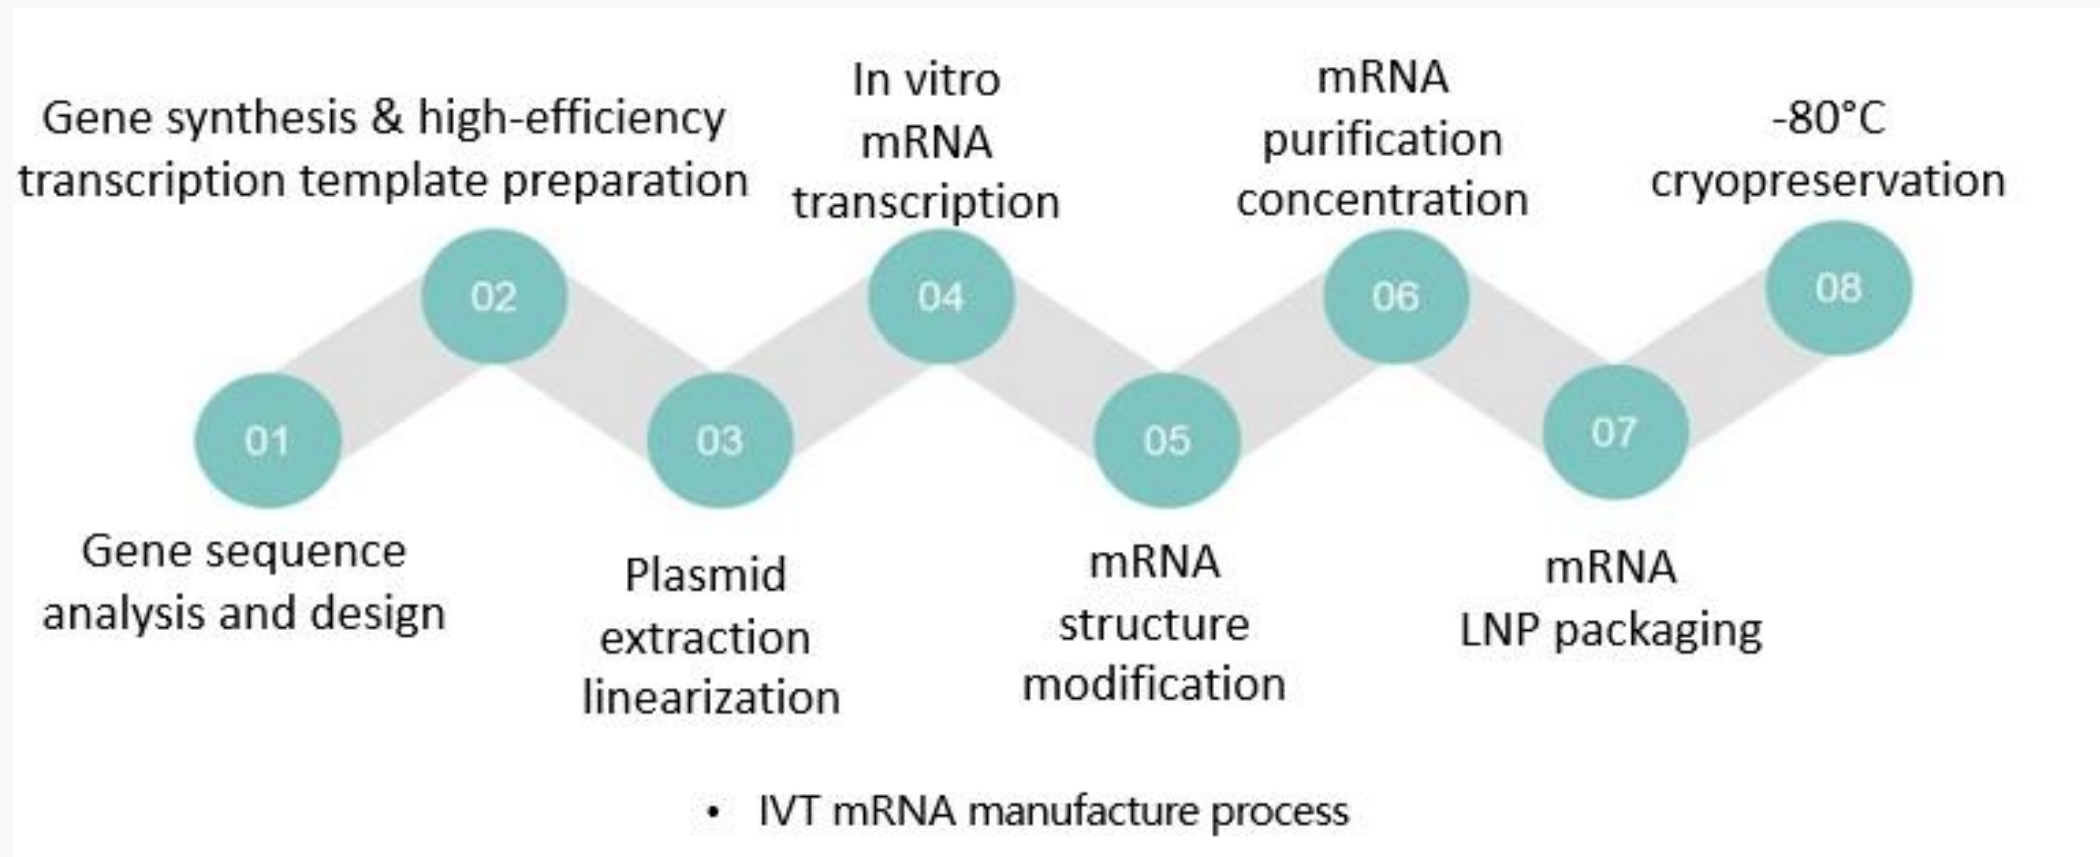 Gene synthesis & high-efficiency
transcription template preparation
In vitro
mRNA
transcription
mRNA
purification
concentration
-80°C
cryopreservation
02
04
06
08
01
03
05
07
Gene sequence
analysis and design
Plasmid
extraction
linearization
mRNA
structure
modification
mRNA
LNP packaging
• IVT mRNA manufacture process